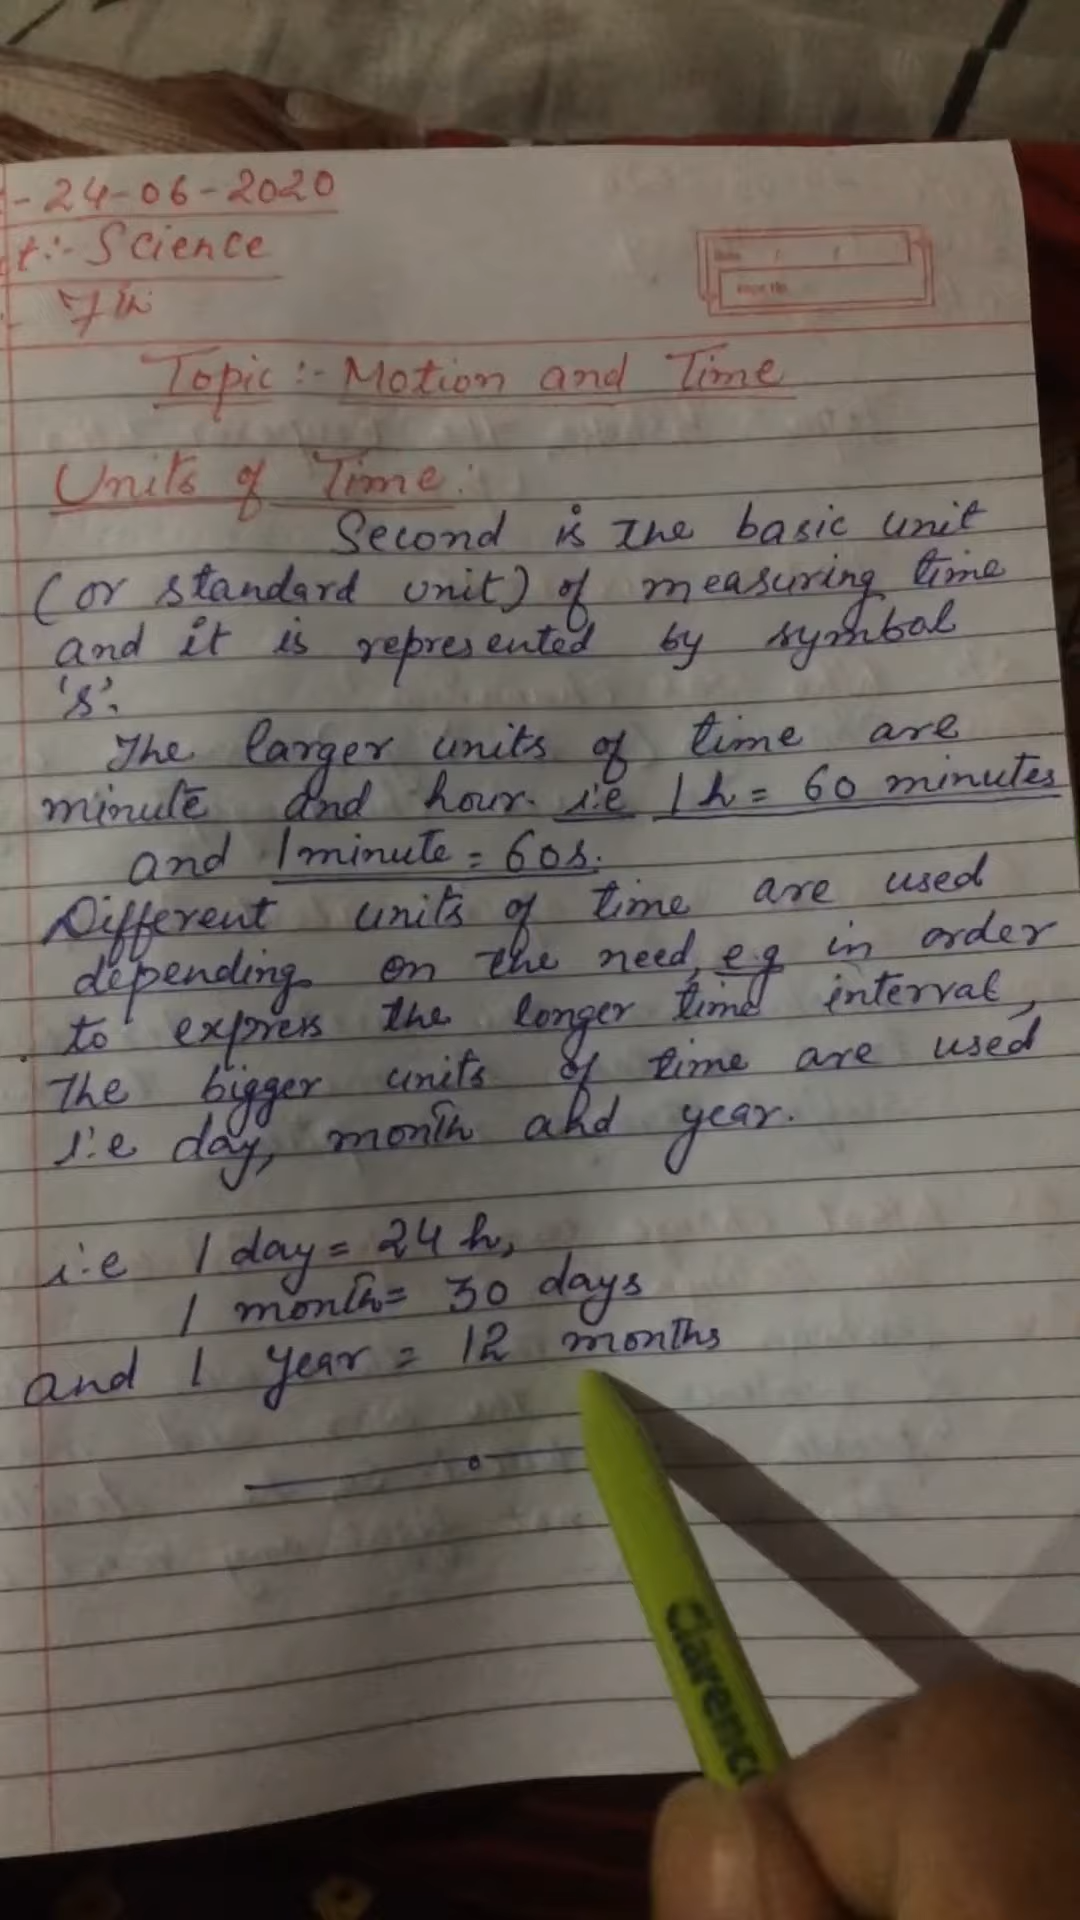 - 24-06-2020
t:- Science
- 7th
Topic :- Motion and Time
Units of Time:
Second is the basic unit
(or standard unit) of measuring time
and it is represented by symbol
's'.
The larger units of time are
minute and hour. i.e 1 h = 60 minutes
and 1 minute = 60s.
Different units of time are used
depending on the need, e.g in order
to express the longer time interval,
The bigger units of time are used
i.e day, month and year.
i.e 1 day = 24 h,
1 month = 30 days
and 1 year = 12 months
Clarenc